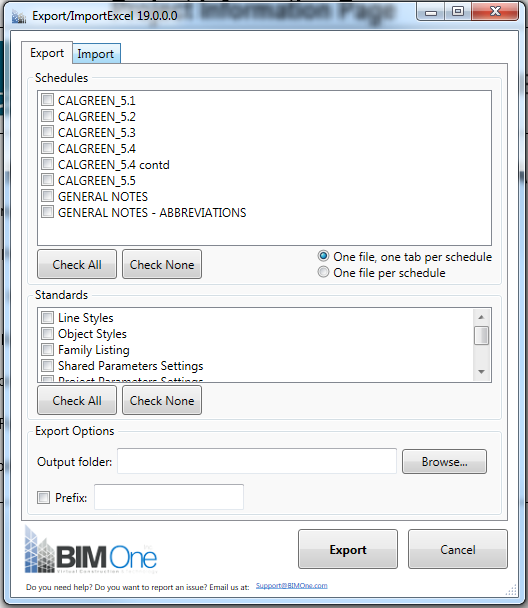 Project Information Page
Export/ImportExcel 19.0.0.0
Export
Import
Schedules
CALGREEN_5.1
CALGREEN_5.2
CALGREEN_5.3
CALGREEN_5.4
CALGREEN_5.4 contd
CALGREEN_5.5
GENERAL NOTES
GENERAL NOTES - ABBREVIATIONS
Check All
Check None
One file, one tab per schedule
One file per schedule
Standards
Line Styles
Object Styles
Family Listing
Shared Parameters Settings
Project Parameters Settings
Check All
Check None
Export Options
Output folder:
Browse...
Prefix:
BIMOne
Export
Cancel
Do you need help? Do you want to report an issue? Email us at: Support@BIMOne.com